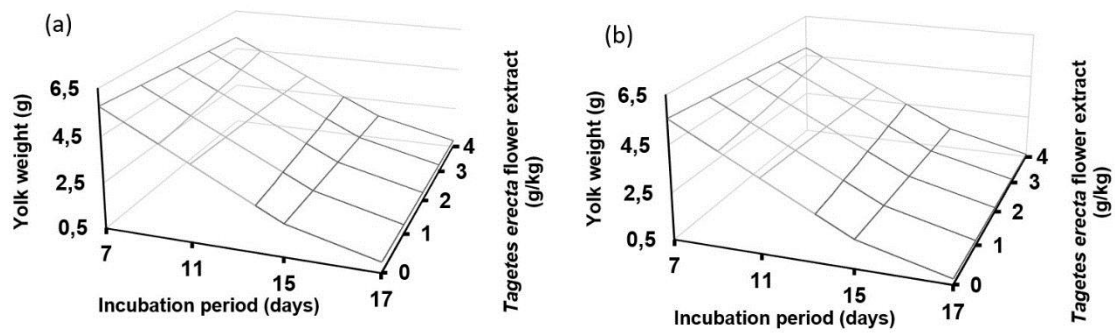 (a)
6,5
4,5
2,5
0,5
Yolk weight (g)
7
11
15
17
Incubation period (days)
0
1
2
3
4
Tagetes erecta flower extract
(g/kg)
(b)
6,5
4,5
2,5
0,5
Yolk weight (g)
7
11
15
17
Incubation period (days)
0
1
2
3
4
Tagetes erecta flower extract
(g/kg)